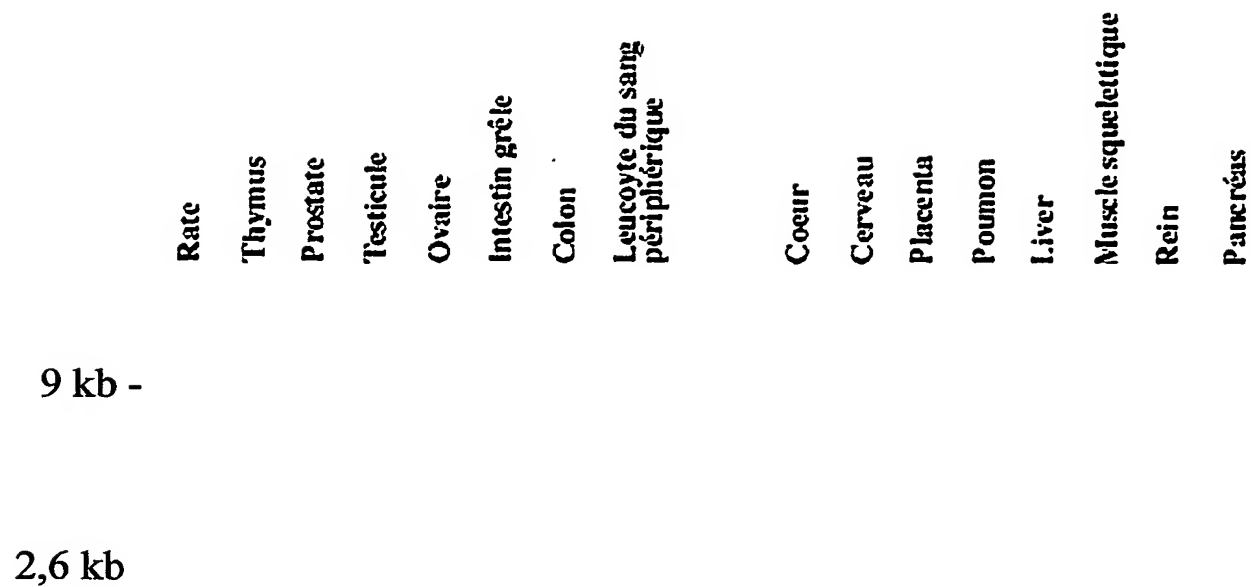 Rate
Thymus
Prostate
Testicule
Ovaire
Intestin grêle
Colon
Leucoyte du sang
périphérique
Coeur
Cerveau
Placenta
Poumon
Liver
Muscle squelettique
Rein
Pancréas
9 kb -
2,6 kb